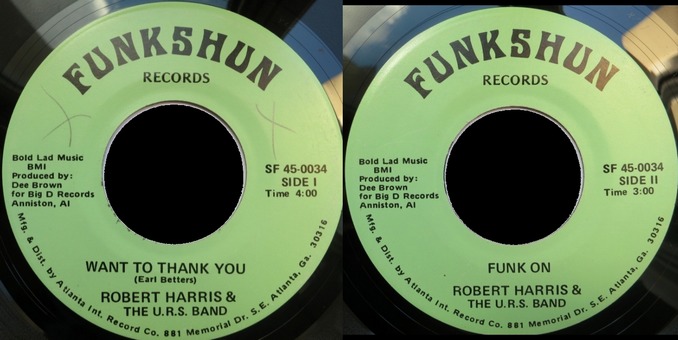 FUNKSHUN
RECORDS
Bold Lad Music
BMI
Produced by:
Dee Brown
for Big D Records
Anniston, Al
SF 45-0034
SIDE I
Time 4:00
WANT TO THANK YOU
(Earl Betters)
ROBERT HARRIS &
THE U.R.S. BAND
Mfg. & Dist. by Atlanta Int. Record Co. 881 Memorial Dr. S.E. Atlanta, Ga. 30316
FUNKSHUN
RECORDS
Bold Lad Music
BMI
Produced by:
Dee Brown
for Big D Records
Anniston, Al
SF 45-0034
SIDE II
Time 3:00
FUNK ON
ROBERT HARRIS &
THE U.R.S. BAND
Mfg. & Dist. by Atlanta Int. Record Co. 881 Memorial Dr. S.E. Atlanta, Ga. 30316